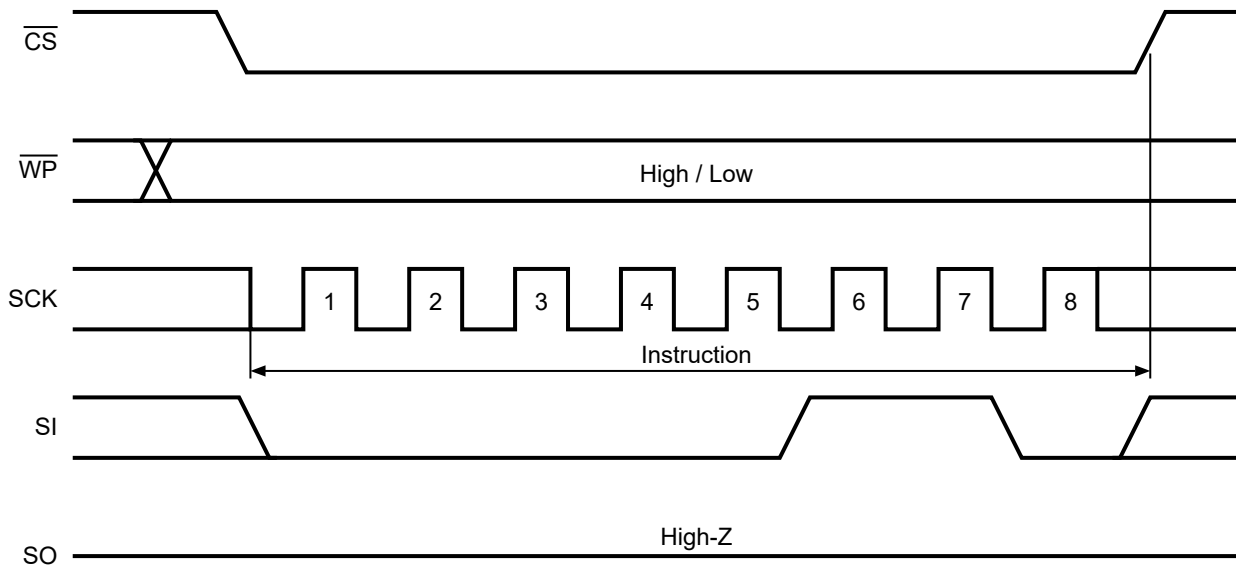 CS
WP
High / Low
SCK
1 2 3 4 5 6 7 8
Instruction
SI
High-Z
SO